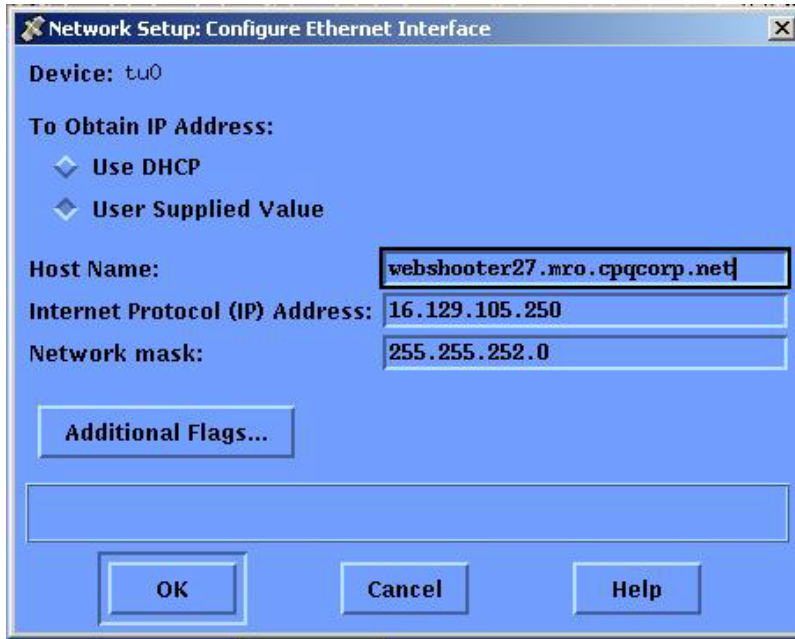 Network Setup: Configure Ethernet Interface
Device: tu0
To Obtain IP Address:
Use DHCP
User Supplied Value
Host Name: webshooter27.mro.cpqcorp.net
Internet Protocol (IP) Address: 16.129.105.250
Network mask: 255.255.252.0
Additional Flags...
OK Cancel Help